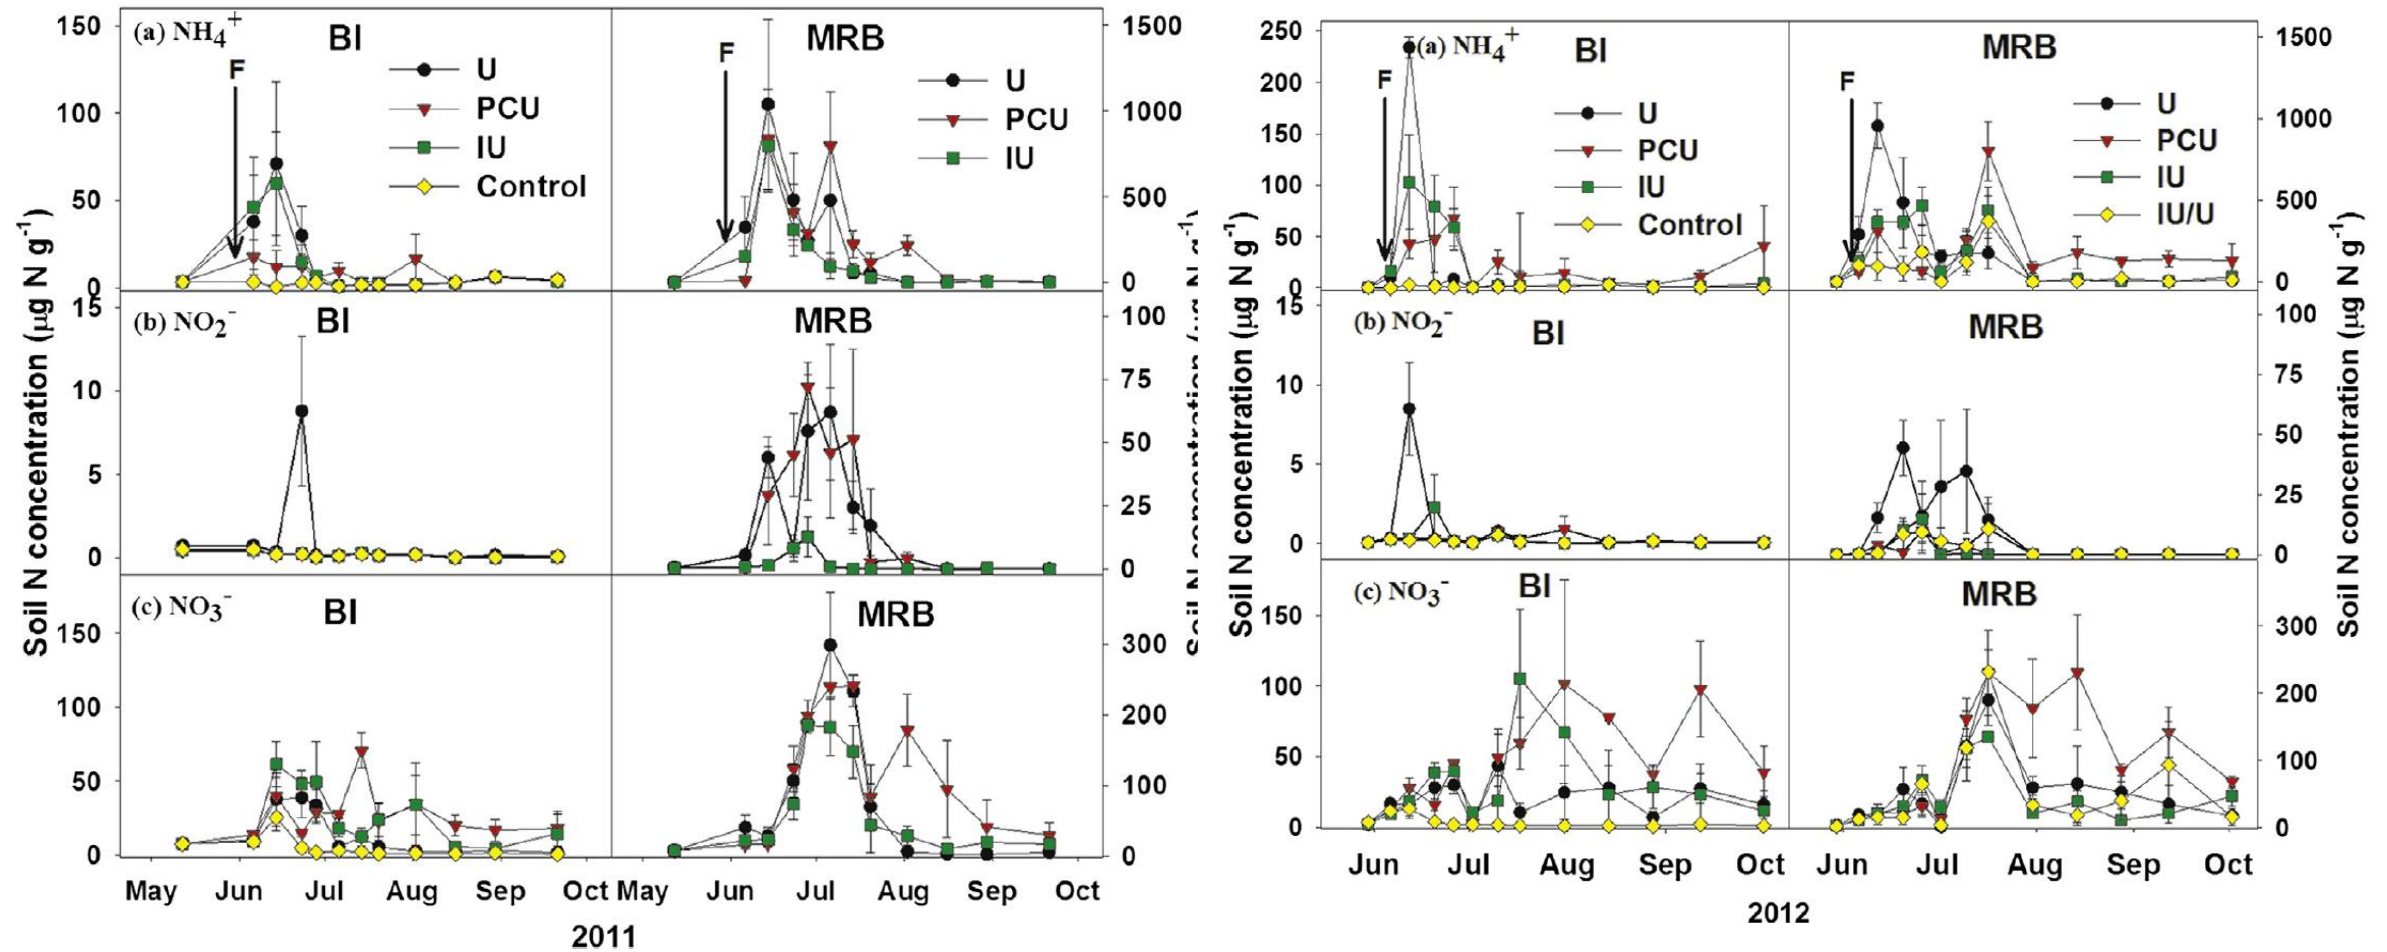 Soil N concentration (µg N g⁻¹)
(a) NH₄⁺
BI
F
U
PCU
IU
Control
150
100
50
0
MRB
F
U
PCU
IU
1500
1000
500
0
(b) NO₂⁻
BI
15
10
5
0
MRB
100
75
50
25
0
(c) NO₃⁻
BI
150
100
50
0
MRB
300
200
100
0
May Jun Jul Aug Sep Oct May Jun Jul Aug Sep Oct
2011
Soil N concentration (µg N g⁻¹)
Soil N concentration (µg N g⁻¹)
(a) NH₄⁺
BI
F
U
PCU
IU
Control
250
200
150
100
50
0
MRB
F
U
PCU
IU
IU/U
1500
1000
500
0
(b) NO₂⁻
BI
15
10
5
0
MRB
100
75
50
25
0
(c) NO₃⁻
BI
150
100
50
0
MRB
300
200
100
0
Jun Jul Aug Sep Oct Jun Jul Aug Sep Oct
2012
Soil N concentration (µg N g⁻¹)